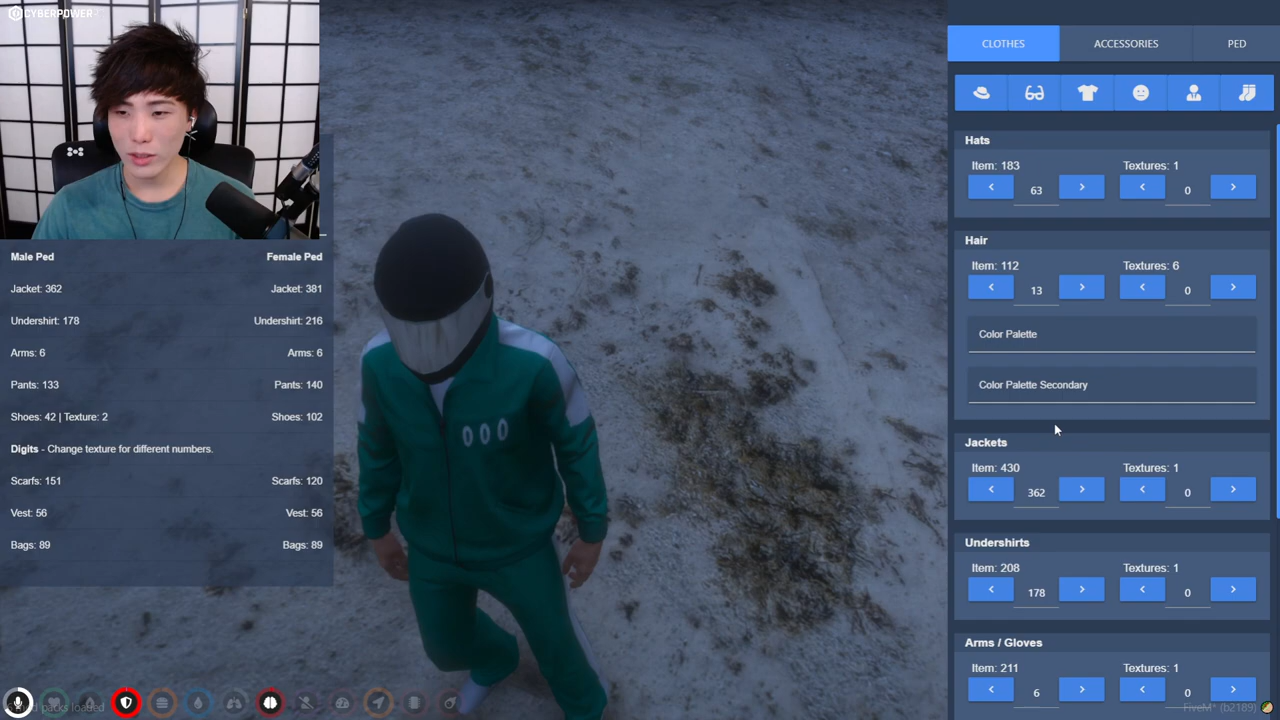 CYBERPOWER
Male Ped Female Ped
Jacket: 362 Jacket: 381
Undershirt: 178 Undershirt: 216
Arms: 6 Arms: 6
Pants: 133 Pants: 140
Shoes: 42 | Texture: 2 Shoes: 102
Digits - Change texture for different numbers.
Scarfs: 151 Scarfs: 120
Vest: 56 Vest: 56
Bags: 89 Bags: 89
000
CLOTHES ACCESSORIES PED
Hats
Item: 183 Textures: 1
< 63 > < 0 >
Hair
Item: 112 Textures: 6
< 13 > < 0 >
Color Palette
Color Palette Secondary
Jackets
Item: 430 Textures: 1
< 362 > < 0 >
Undershirts
Item: 208 Textures: 1
< 178 > < 0 >
Arms / Gloves
Item: 211 Textures: 1
< 6 > < 0 >
packs loaded
FiveM* (b2189)